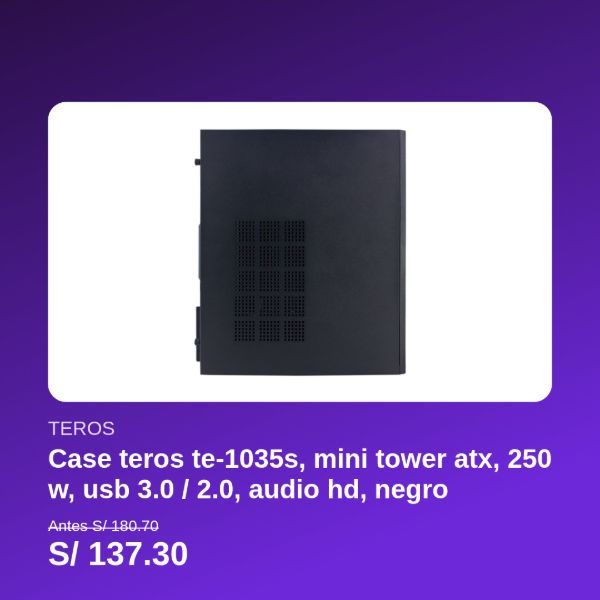 TEROS
Case teros te-1035s, mini tower atx, 250
w, usb 3.0 / 2.0, audio hd, negro
Antes S/ 180.70
S/ 137.30